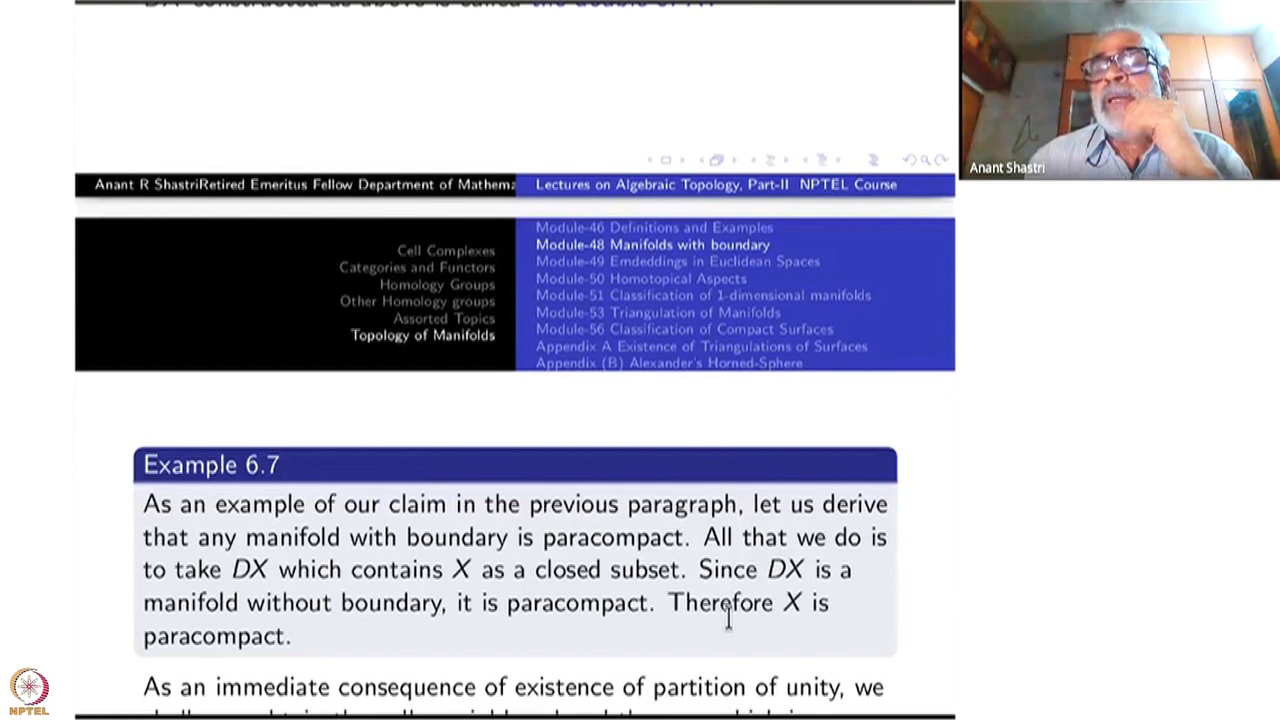 Anant Shastri
Anant R ShastriRetired Emeritus Fellow Department of Mathema
Lectures on Algebraic Topology, Part-II NPTEL Course
Cell Complexes
Categories and Functors
Homology Groups
Other Homology groups
Assorted Topics
Topology of Manifolds
Module-46 Definitions and Examples
Module-48 Manifolds with boundary
Module-49 Emdeddings in Euclidean Spaces
Module-50 Homotopical Aspects
Module-51 Classification of 1-dimensional manifolds
Module-53 Triangulation of Manifolds
Module-56 Classification of Compact Surfaces
Appendix A Existence of Triangulations of Surfaces
Appendix (B) Alexander's Horned-Sphere
Example 6.7
As an example of our claim in the previous paragraph, let us derive
that any manifold with boundary is paracompact. All that we do is
to take DX which contains X as a closed subset. Since DX is a
manifold without boundary, it is paracompact. Therefore X is
paracompact.
As an immediate consequence of existence of partition of unity, we
NPTEL